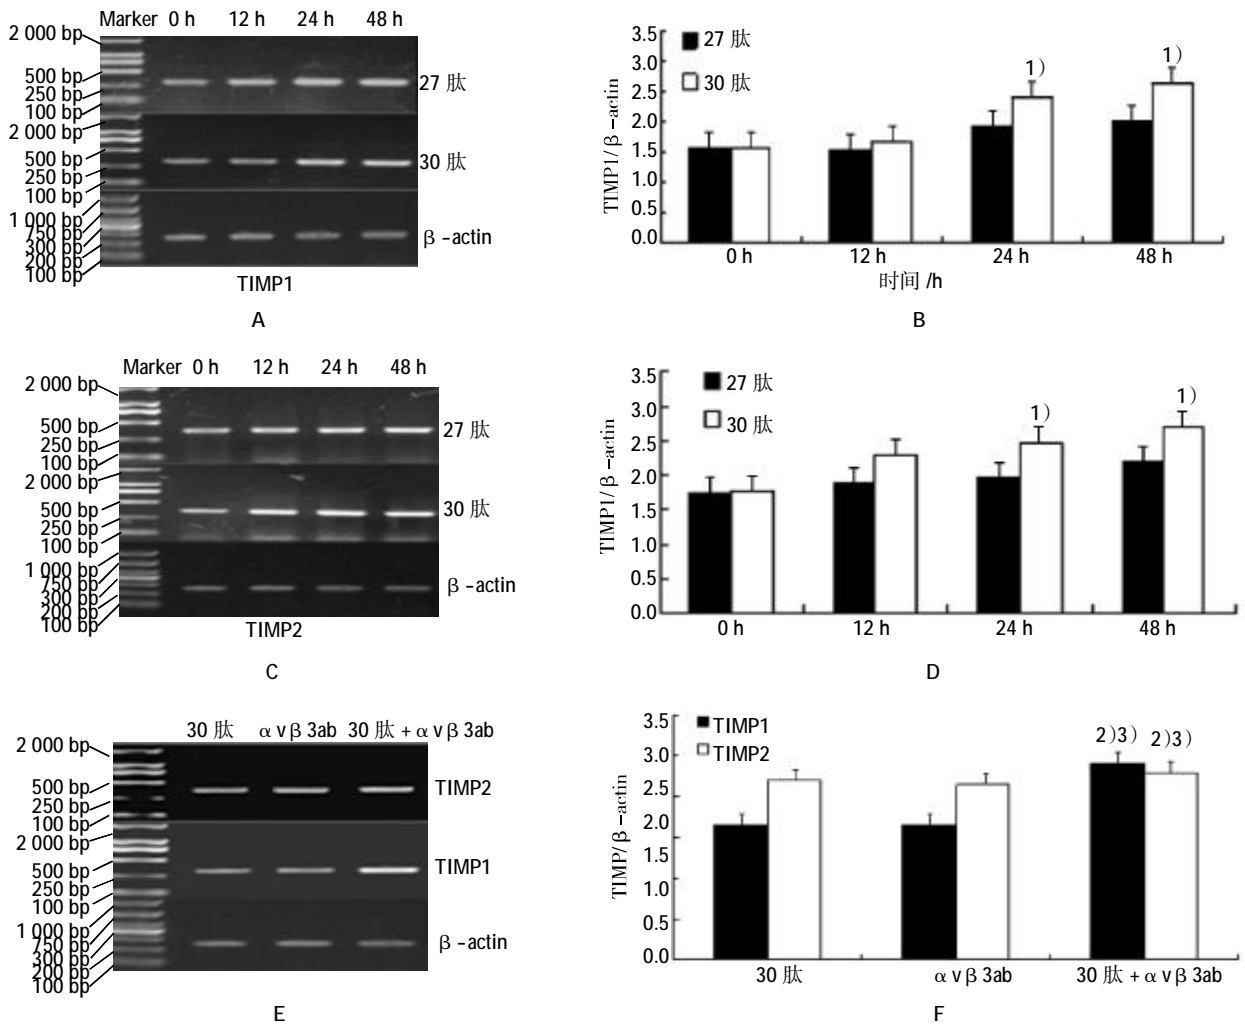 Marker 0 h 12 h 24 h 48 h
2 000 bp
500 bp
250 bp
100 bp
27 肽
2 000 bp
500 bp
250 bp
100 bp
30 肽
1 000 bp
750 bp
300 bp
200 bp
100 bp
β -actin
TIMP1
A
3.5
3.0
2.5
2.0
1.5
1.0
0.5
0.0
TIMP1/β-actin
27 肽
30 肽
1)
1)
0 h 12 h 24 h 48 h
时间 /h
B
Marker 0 h 12 h 24 h 48 h
2 000 bp
500 bp
250 bp
100 bp
27 肽
2 000 bp
500 bp
250 bp
100 bp
30 肽
1 000 bp
750 bp
300 bp
200 bp
100 bp
β -actin
TIMP2
C
3.5
3.0
2.5
2.0
1.5
1.0
0.5
0.0
TIMP1/β-actin
27 肽
30 肽
1)
1)
0 h 12 h 24 h 48 h
D
30 肽 αvβ 3ab 30 肽 + αvβ 3ab
2 000 bp
500 bp
250 bp
100 bp
TIMP2
2 000 bp
500 bp
250 bp
100 bp
TIMP1
1 000 bp
750 bp
300 bp
200 bp
100 bp
β -actin
E
3.5
3.0
2.5
2.0
1.5
1.0
0.5
0.0
TIMP/β-actin
TIMP1
TIMP2
2)3) 2)3)
30 肽 αvβ 3ab 30 肽 + αvβ 3ab
F